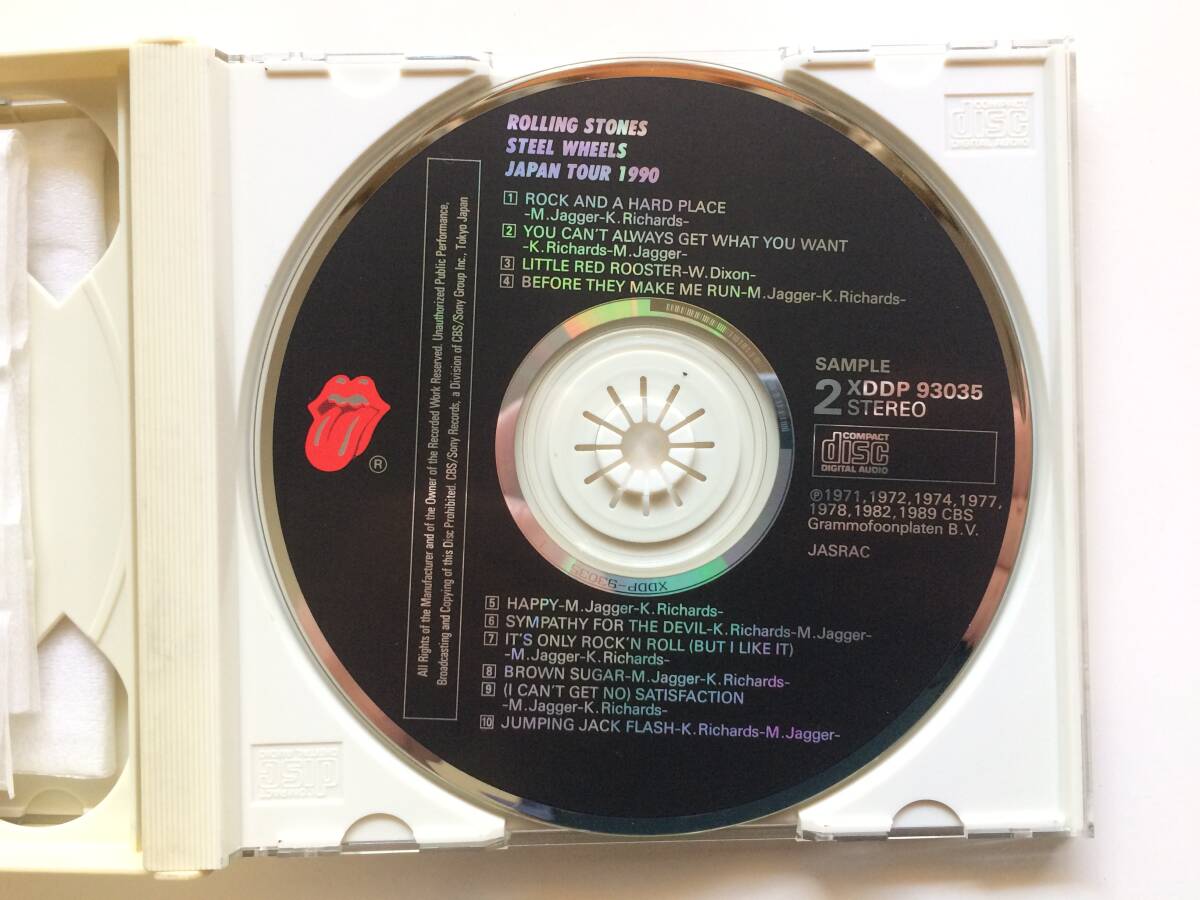 ROLLING STONES
STEEL WHEELS
JAPAN TOUR 1990
1 ROCK AND A HARD PLACE
-M.Jagger-K.Richards-
2 YOU CAN'T ALWAYS GET WHAT YOU WANT
-K.Richards-M.Jagger-
3 LITTLE RED ROOSTER-W.Dixon-
4 BEFORE THEY MAKE ME RUN-M.Jagger-K.Richards-
SAMPLE
2 XDDP 93035
STEREO
COMPACT
disc
DIGITAL AUDIO
℗1971,1972,1974,1977,
1978,1982,1989 CBS
Grammofoonplaten B.V.
JASRAC
®
All Rights of the Manufacturer and of the Owner of the Recorded Work Reserved. Unauthorized Public Performance,
Broadcasting and Copying of this Disc Prohibited. CBS/Sony Records, a Division of CBS/Sony Group Inc., Tokyo Japan
XDDP-93035
5 HAPPY-M.Jagger-K.Richards-
6 SYMPATHY FOR THE DEVIL-K.Richards-M.Jagger-
7 IT'S ONLY ROCK'N ROLL (BUT I LIKE IT)
-M.Jagger-K.Richards-
8 BROWN SUGAR-M.Jagger-K.Richards-
9 (I CAN'T GET NO) SATISFACTION
-M.Jagger-K.Richards-
10 JUMPING JACK FLASH-K.Richards-M.Jagger-
COMPACT
disc
DIGITAL AUDIO
COMPACT
disc
DIGITAL AUDIO